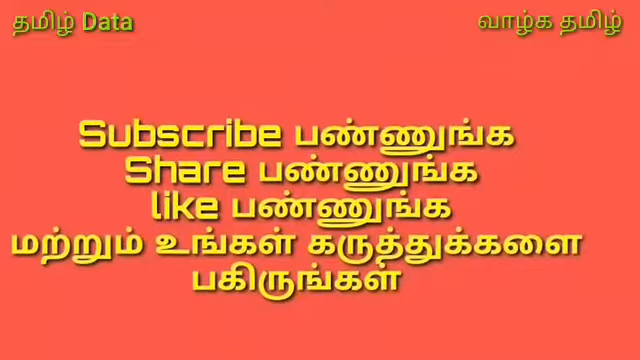 தமிழ் Data
வாழ்க தமிழ்
Subscribe பண்ணுங்க
Share பண்ணுங்க
like பண்ணுங்க
மற்றும் உங்கள் கருத்துக்களை
பகிருங்கள்